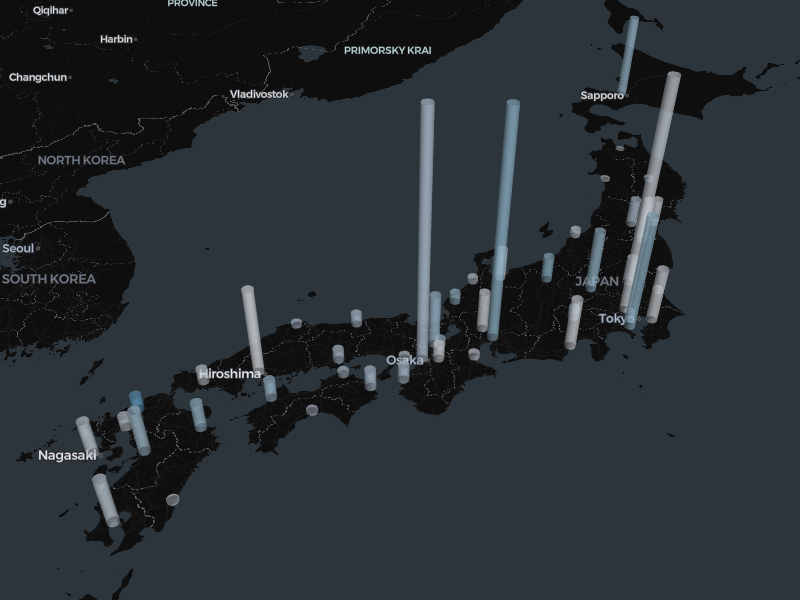 PROVINCE
Qiqihar
Harbin
PRIMORSKY KRAI
Changchun
Vladivostok
Sapporo
NORTH KOREA
g
Seoul
SOUTH KOREA
JAPAN
Tokyo
Osaka
Hiroshima
Nagasaki